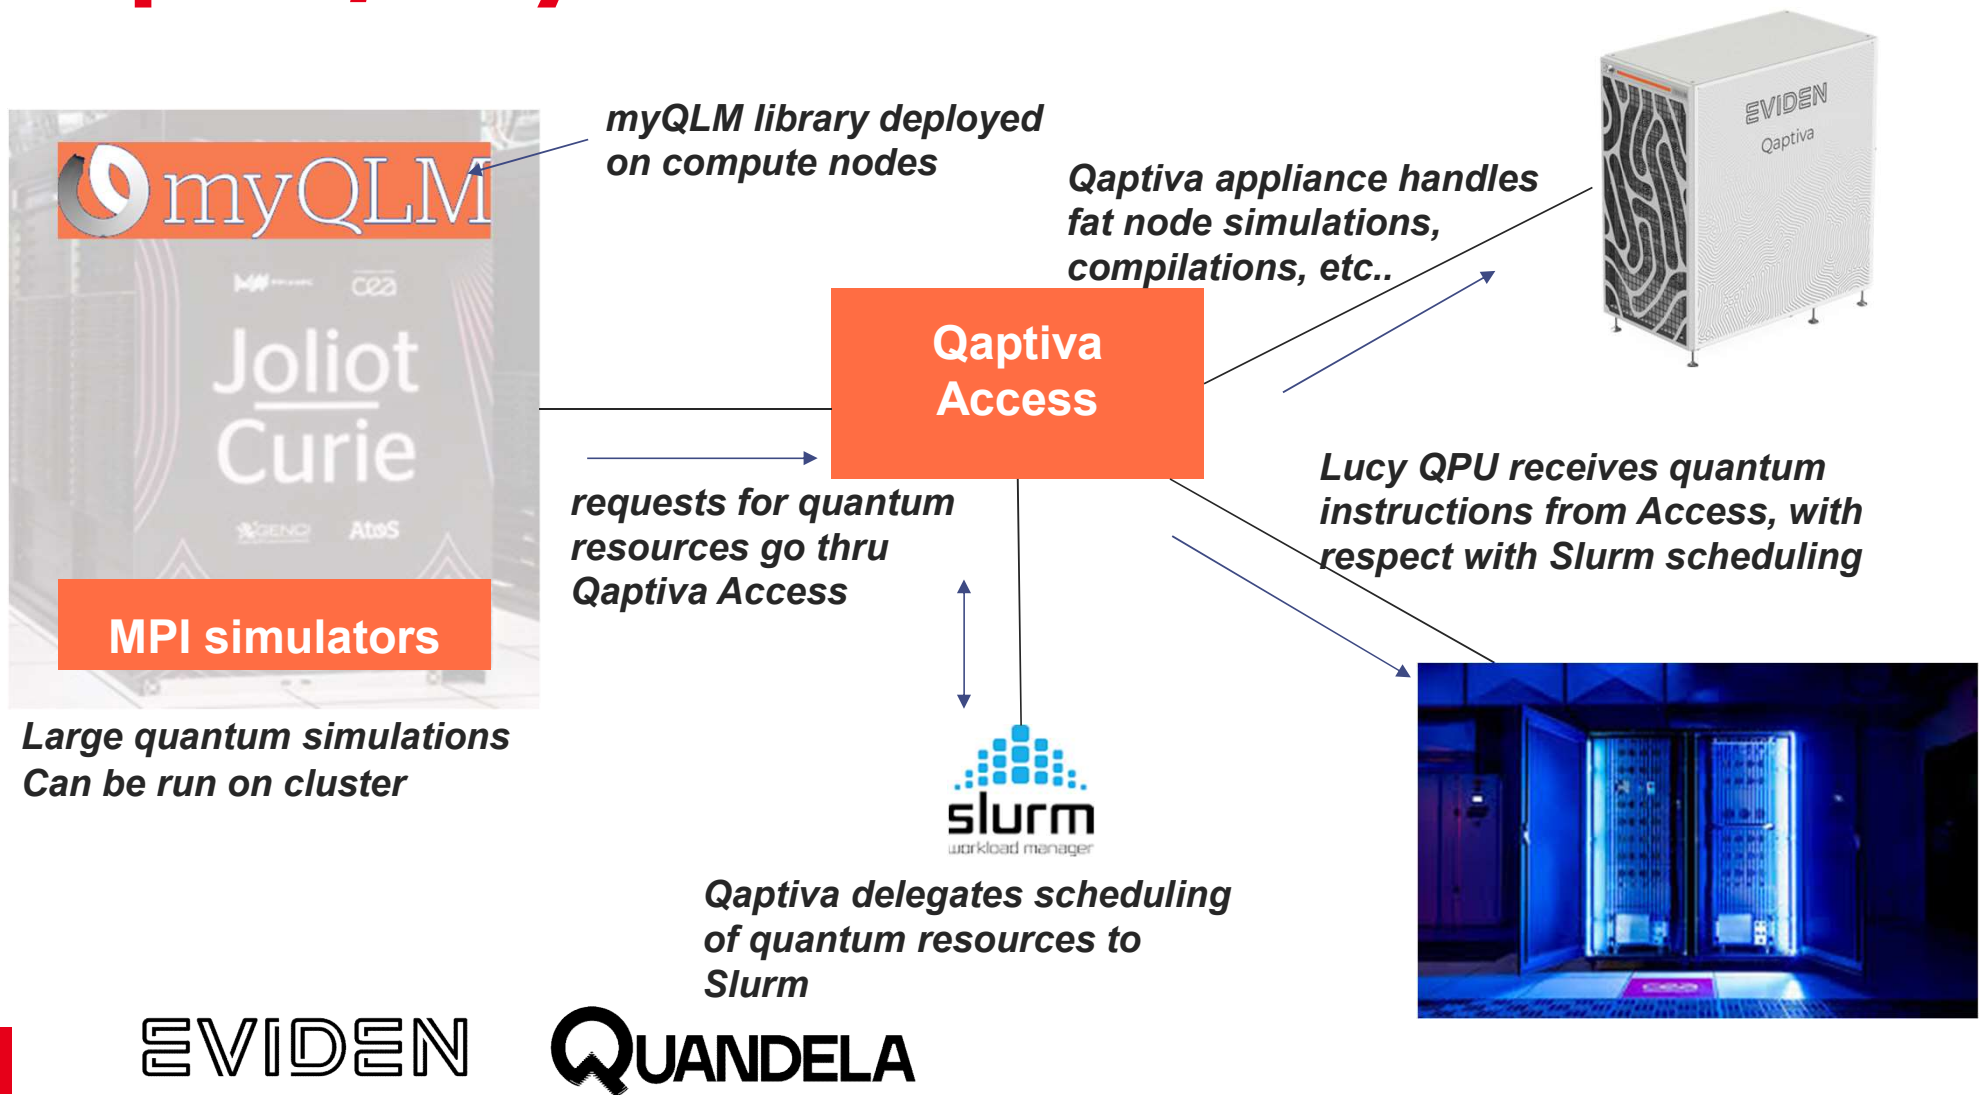 myQLM
cea
Joliot
Curie
GENCI
Atos
MPI simulators
Large quantum simulations
Can be run on cluster
myQLM library deployed
on compute nodes
requests for quantum
resources go thru
Qaptiva Access
Qaptiva
Access
Qaptiva appliance handles
fat node simulations,
compilations, etc..
EVIDEN
Qaptiva
Lucy QPU receives quantum
instructions from Access, with
respect with Slurm scheduling
slurm
workload manager
Qaptiva delegates scheduling
of quantum resources to
Slurm
cea
EVIDEN
QUANDELA